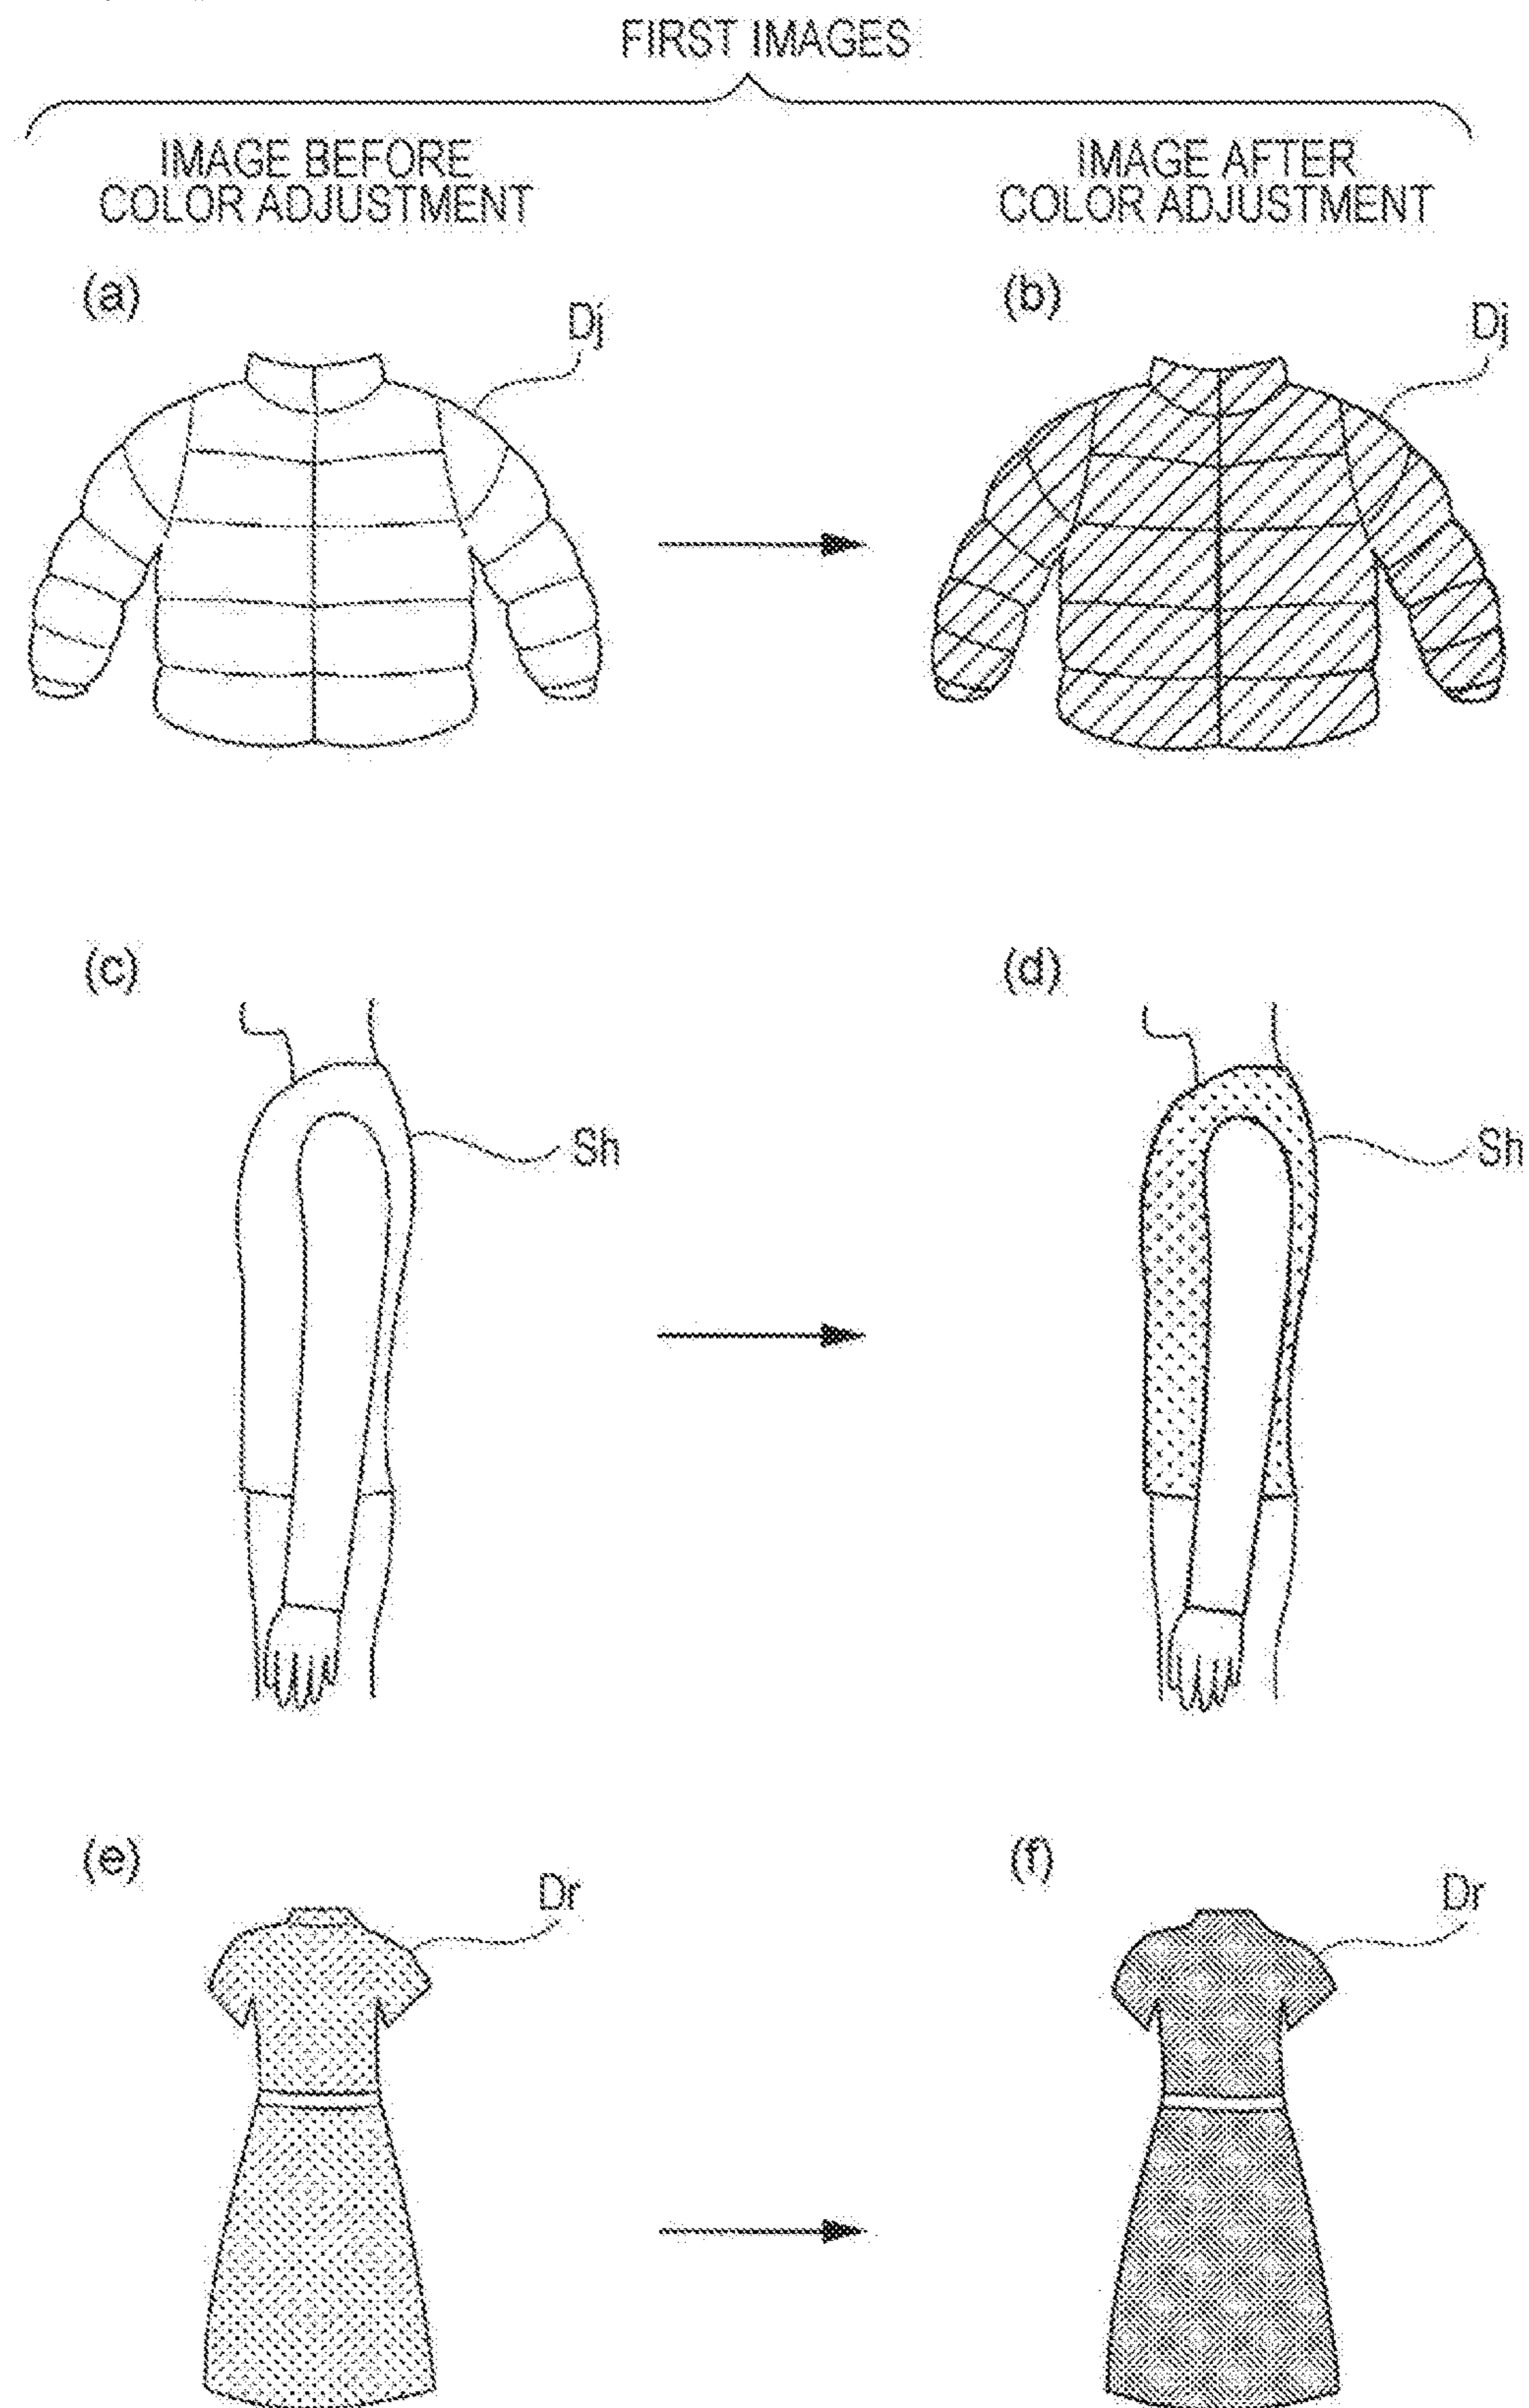 FIRST IMAGES
IMAGE BEFORE
COLOR ADJUSTMENT
IMAGE AFTER
COLOR ADJUSTMENT
(a)
Dj
(b)
Dj
(c)
Sh
(d)
Sh
(e)
Dr
(f)
Dr